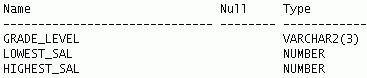 Name Null Type
------------------------------ -------- -----------
GRADE_LEVEL VARCHAR2(3)
LOWEST_SAL NUMBER
HIGHEST_SAL NUMBER